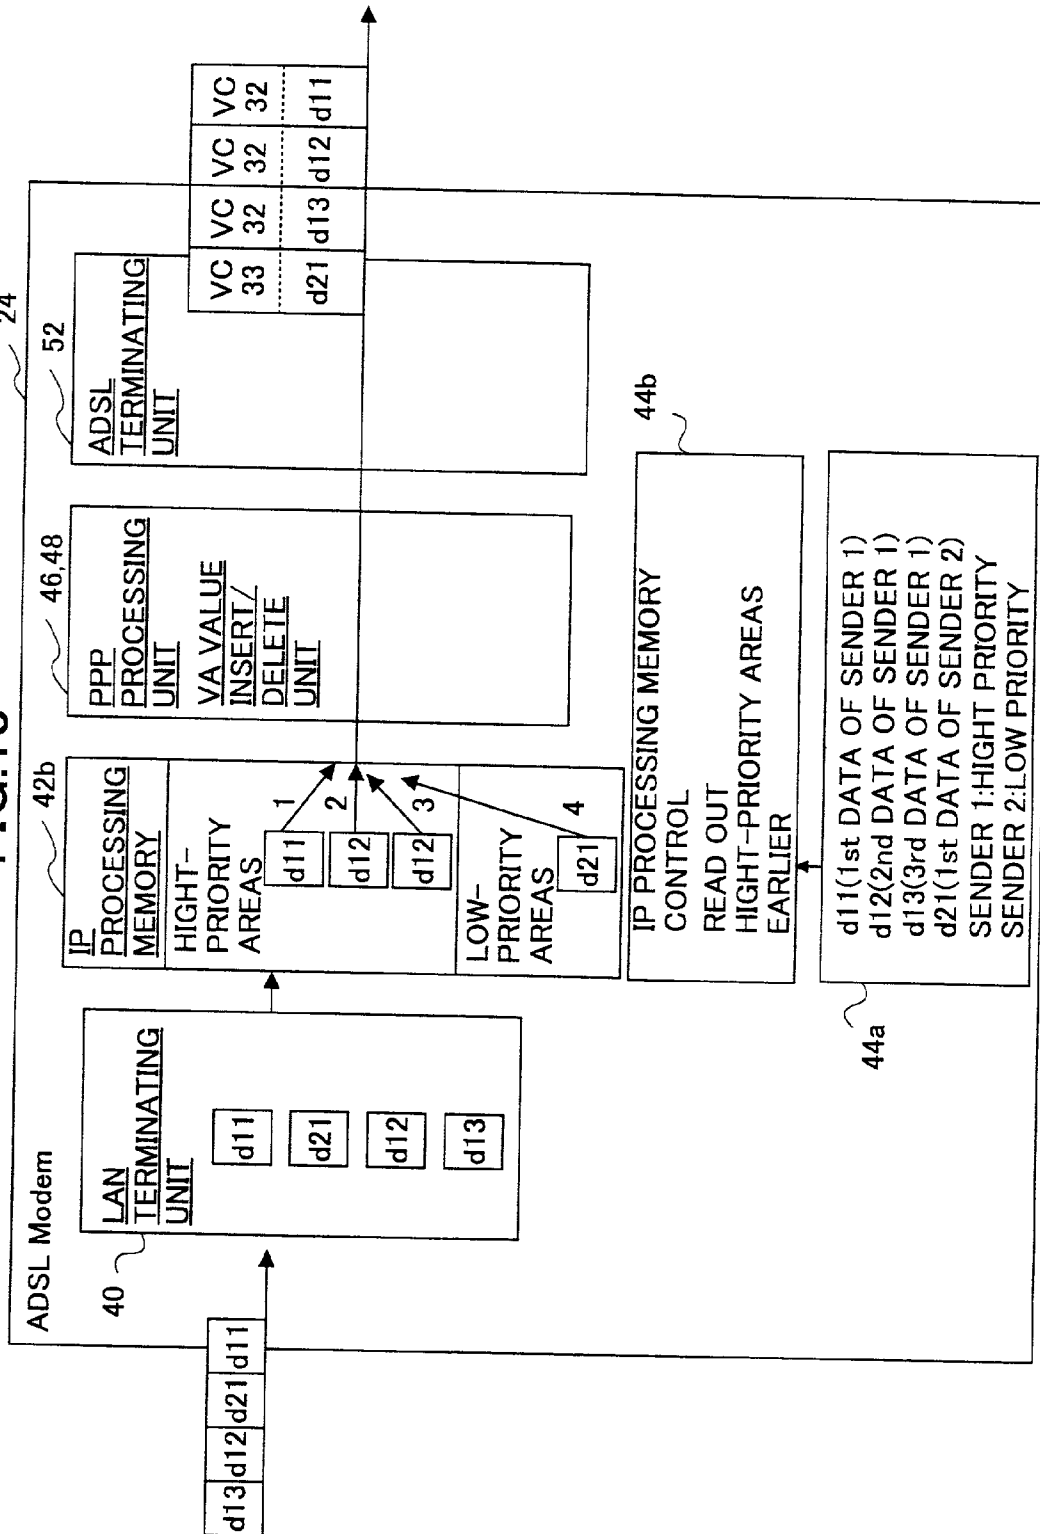 24
ADSL Modem
40
LAN
TERMINATING
UNIT
d11
d21
d12
d13
d13
d12
d21
d11
42b
IP
PROCESSING
MEMORY
HIGHT-
PRIORITY
AREAS
d11
1
d12
2
d12
3
LOW-
PRIORITY
AREAS
d21
4
46,48
PPP
PROCESSING
UNIT
VA VALUE
INSERT/
DELETE
UNIT
52
ADSL
TERMINATING
UNIT
VC
33
d21
VC
32
d13
VC
32
d12
VC
32
d11
44b
IP PROCESSING MEMORY
CONTROL
READ OUT
HIGHT-PRIORITY AREAS
EARLIER
44a
d11(1st DATA OF SENDER 1)
d12(2nd DATA OF SENDER 1)
d13(3rd DATA OF SENDER 1)
d21(1st DATA OF SENDER 2)
SENDER 1:HIGHT PRIORITY
SENDER 2:LOW PRIORITY